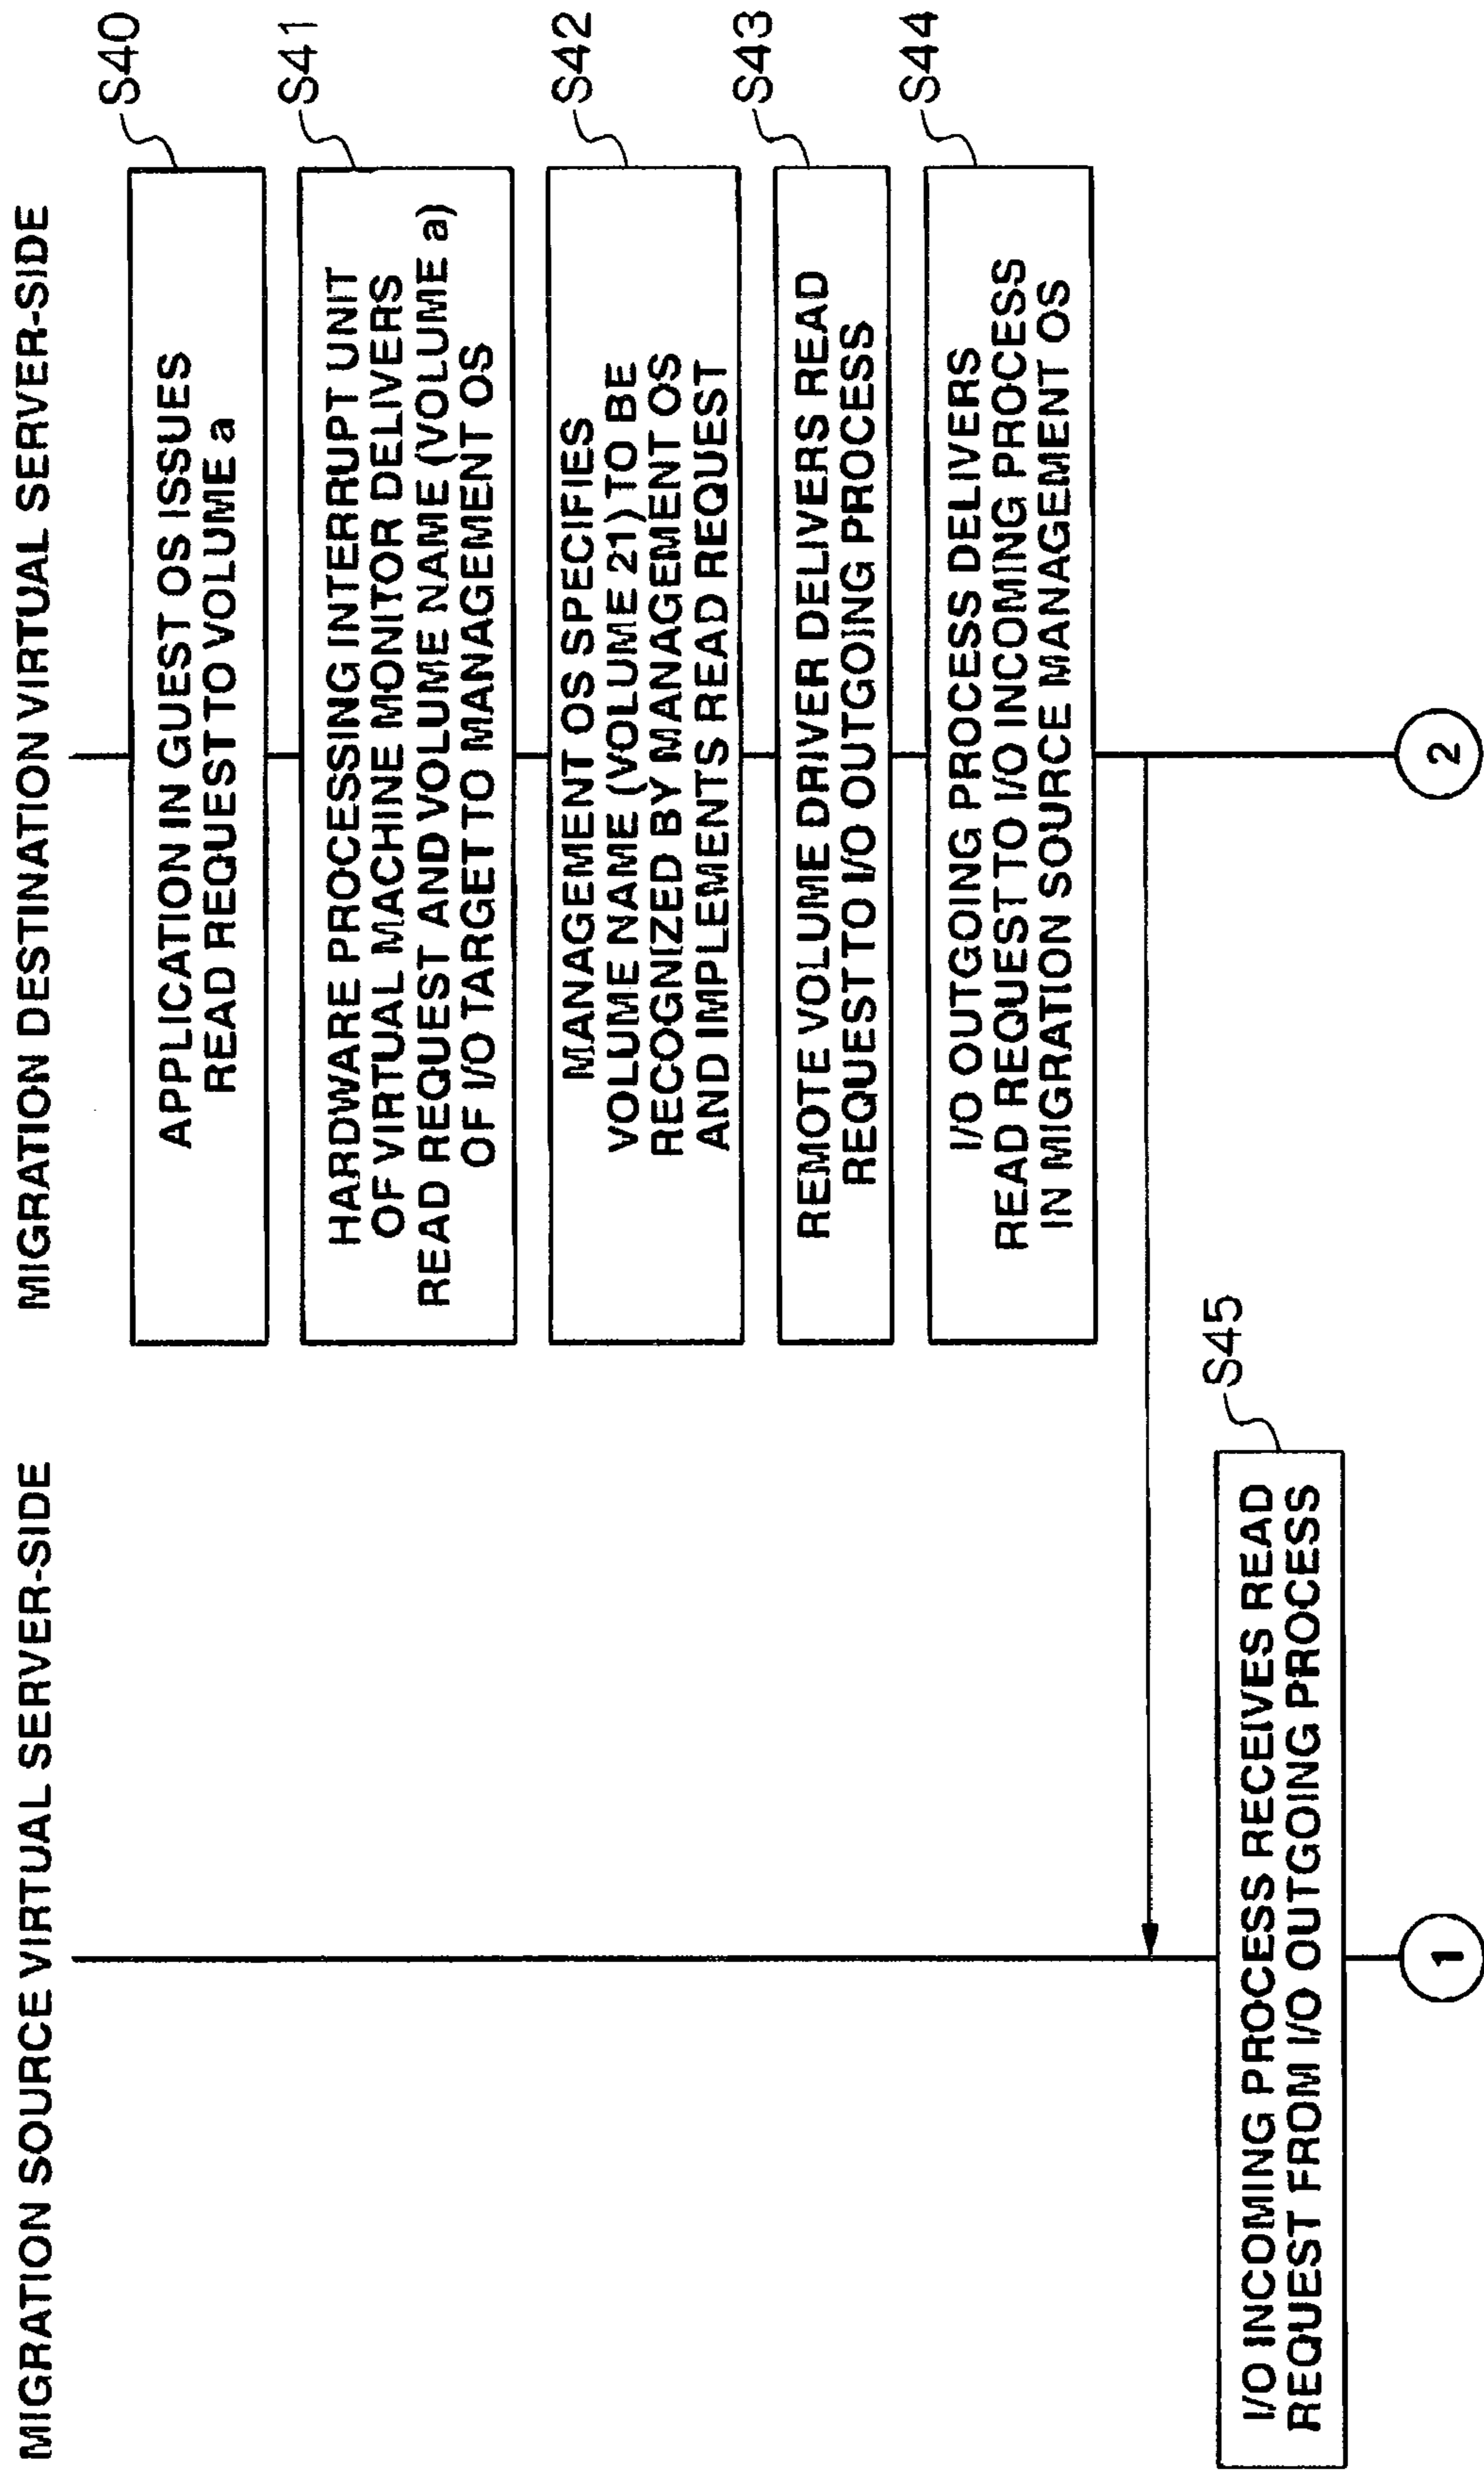 MIGRATION SOURCE VIRTUAL SERVER-SIDE
MIGRATION DESTINATION VIRTUAL SERVER-SIDE
S40
APPLICATION IN GUEST OS ISSUES
READ REQUEST TO VOLUME a
S41
HARDWARE PROCESSING INTERRUPT UNIT
OF VIRTUAL MACHINE MONITOR DELIVERS
READ REQUEST AND VOLUME NAME (VOLUME a)
OF I/O TARGET TO MANAGEMENT OS
S42
MANAGEMENT OS SPECIFIES
VOLUME NAME (VOLUME 21) TO BE
RECOGNIZED BY MANAGEMENT OS
AND IMPLEMENTS READ REQUEST
S43
REMOTE VOLUME DRIVER DELIVERS READ
REQUEST TO I/O OUTGOING PROCESS
S44
I/O OUTGOING PROCESS DELIVERS
READ REQUEST TO I/O INCOMING PROCESS
IN MIGRATION SOURCE MANAGEMENT OS
S45
I/O INCOMING PROCESS RECEIVES READ
REQUEST FROM I/O OUTGOING PROCESS
1
2